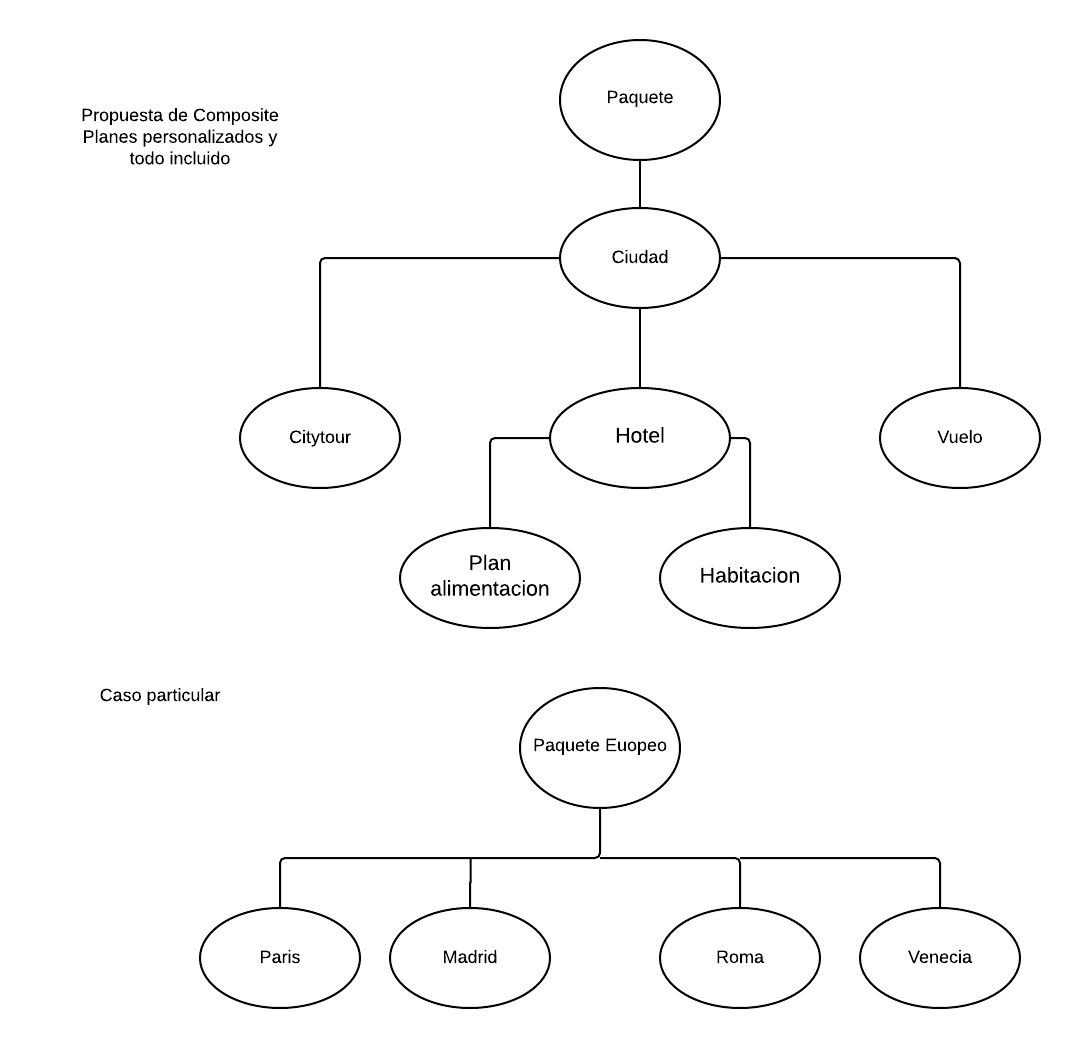 Paquete
Propuesta de Composite
Planes personalizados y
todo incluido
Ciudad
Citytour
Hotel
Vuelo
Plan
alimentacion
Habitacion
Caso particular
Paquete Euopeo
Paris
Madrid
Roma
Venecia